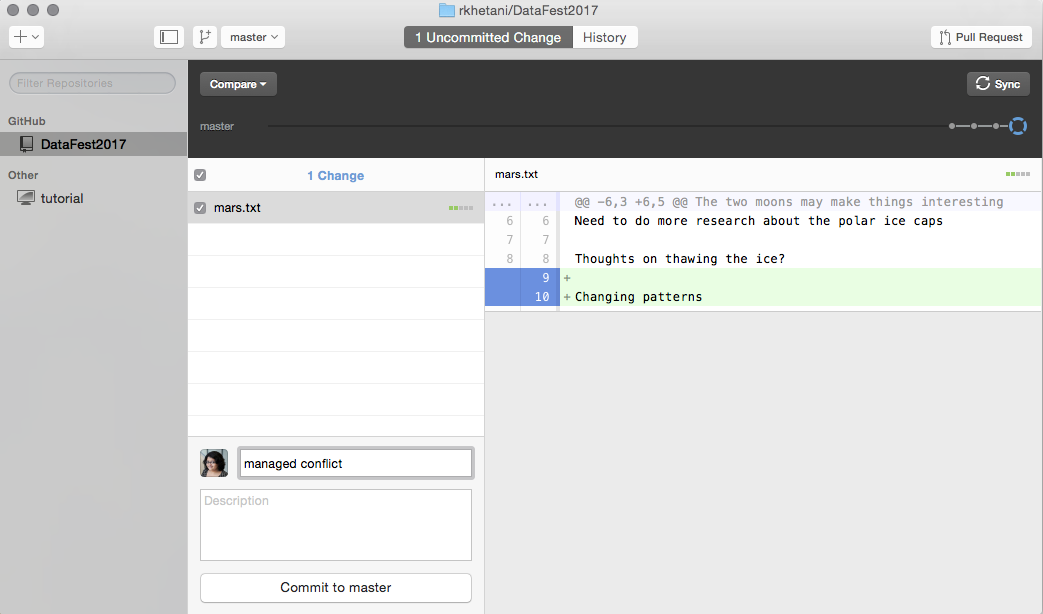 rkhetani/DataFest2017
master
1 Uncommitted Change
History
Pull Request
Filter Repositories
GitHub
DataFest2017
Other
tutorial
Compare
Sync
master
1 Change
mars.txt
mars.txt
... ... @@ -6,3 +6,5 @@ The two moons may make things interesting
6 6 Need to do more research about the polar ice caps
7 7
8 8 Thoughts on thawing the ice?
9 +
10 + Changing patterns
managed conflict
Description
Commit to master